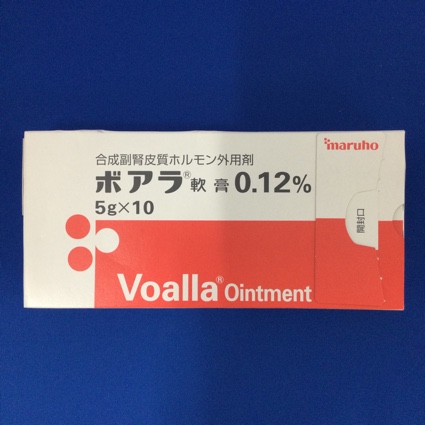 maruho
合成副腎皮質ホルモン外用剤
ボアラ®軟膏 0.12%
5g×10
開封口
Voalla® Ointment